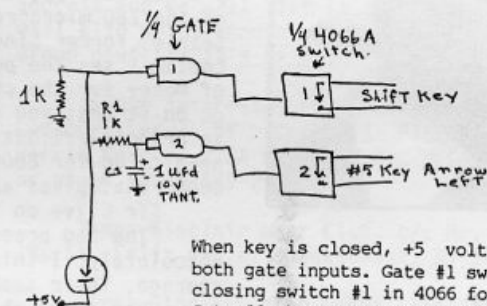 1/4 GATE
1/4 4066A
switch.
1
1
1K
Shift Key
R1
1K
2
2
#5 Key Arrow
Left
C1
+
1 ufd
10V
TANT.
+5V
When key is closed, +5 volt
both gate inputs. Gate #1 sw
closing switch #1 in 4066 fo